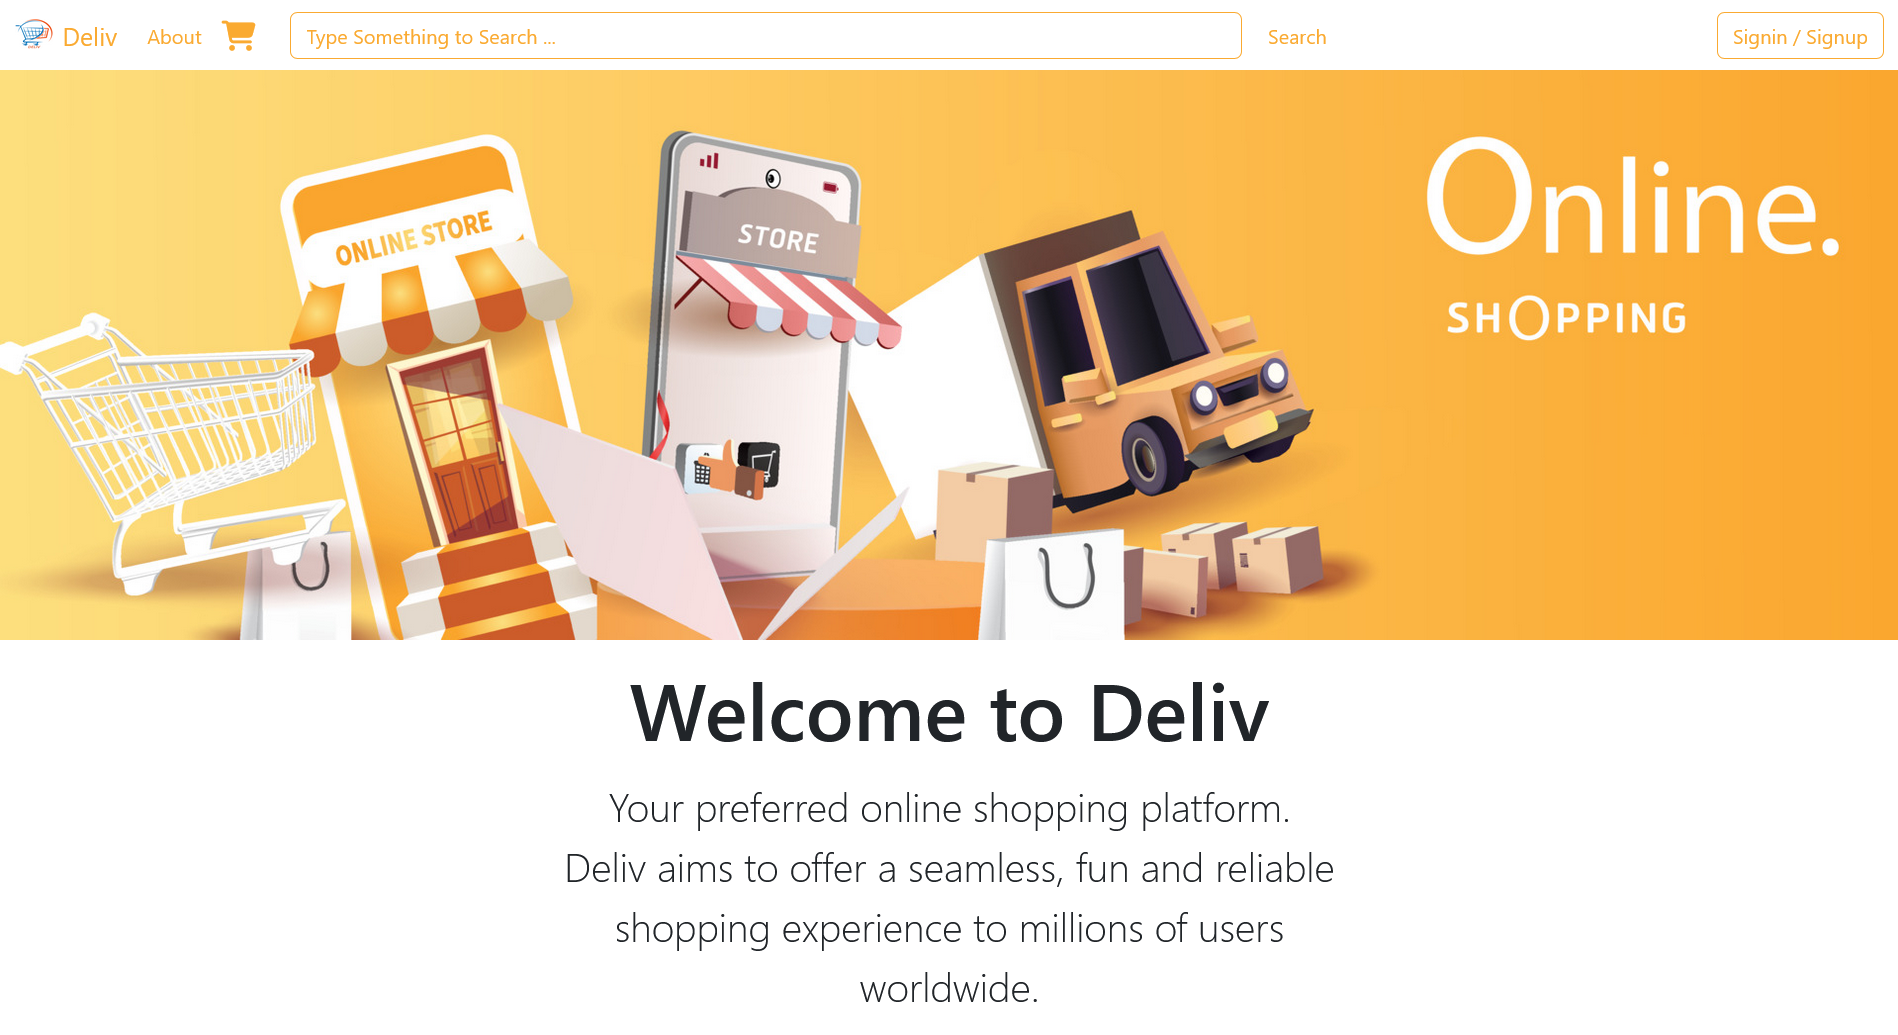 Deliv About Type Something to Search ... Search Signin / Signup
ONLINE STORE
STORE
Online.
SHOPPING
Welcome to Deliv
Your preferred online shopping platform.
Deliv aims to offer a seamless, fun and reliable
shopping experience to millions of users
worldwide.